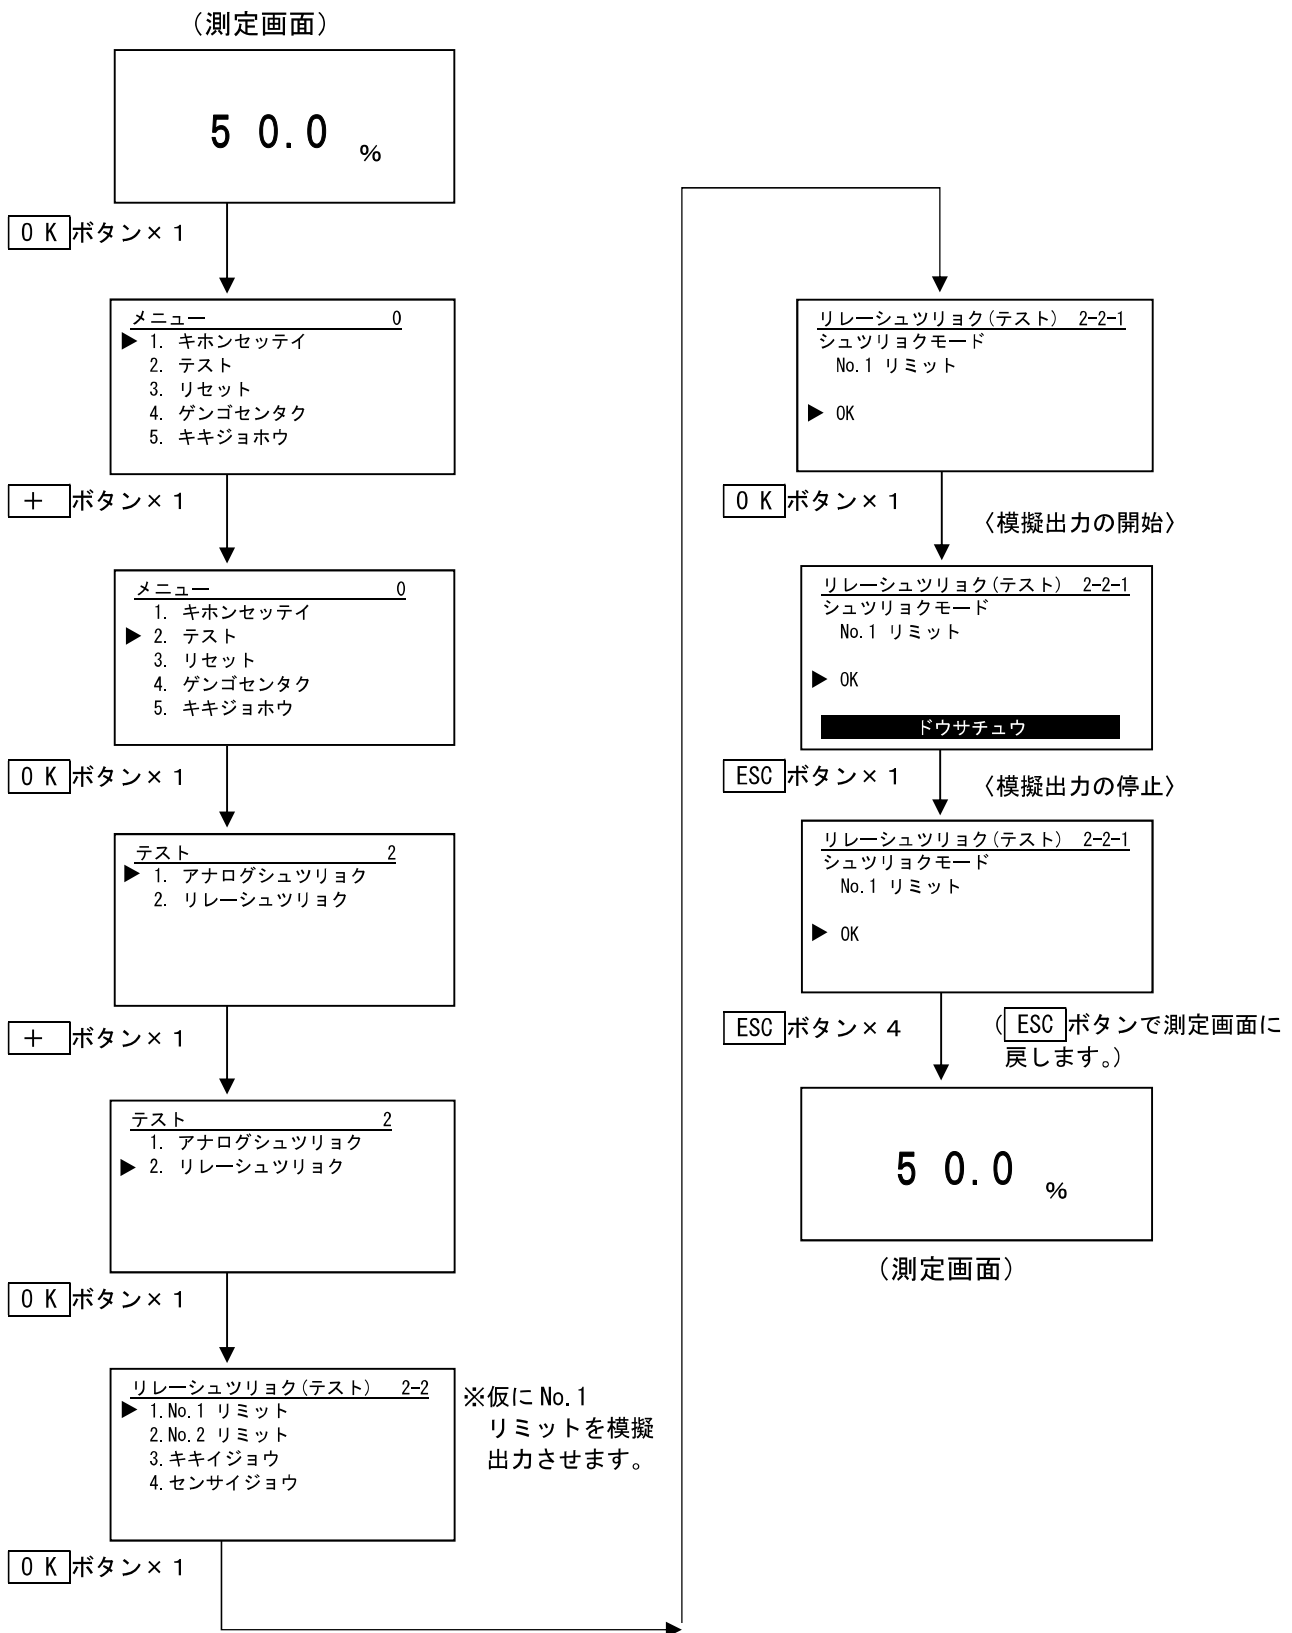 （測定画面）
50.0 %
OK ボタン×１
メニュー 0
▶ 1. キホンセッテイ
2. テスト
3. リセット
4. ゲンゴセンタク
5. キキジョホウ
＋ ボタン×１
メニュー 0
1. キホンセッテイ
▶ 2. テスト
3. リセット
4. ゲンゴセンタク
5. キキジョホウ
OK ボタン×１
テスト 2
▶ 1. アナログシュツリョク
2. リレーシュツリョク
＋ ボタン×１
テスト 2
1. アナログシュツリョク
▶ 2. リレーシュツリョク
OK ボタン×１
リレーシュツリョク(テスト) 2-2
▶ 1.No.1 リミット
2.No.2 リミット
3.キキイジョウ
4.センサイジョウ
※仮に No.1
リミットを模擬
出力させます。
OK ボタン×１
リレーシュツリョク(テスト) 2-2-1
シュツリョクモード
No.1 リミット
▶ OK
OK ボタン×１
〈模擬出力の開始〉
リレーシュツリョク(テスト) 2-2-1
シュツリョクモード
No.1 リミット
▶ OK
ドウサチュウ
ESC ボタン×１
〈模擬出力の停止〉
リレーシュツリョク(テスト) 2-2-1
シュツリョクモード
No.1 リミット
▶ OK
ESC ボタン×４
（ESC ボタンで測定画面に
戻します。）
50.0 %
（測定画面）